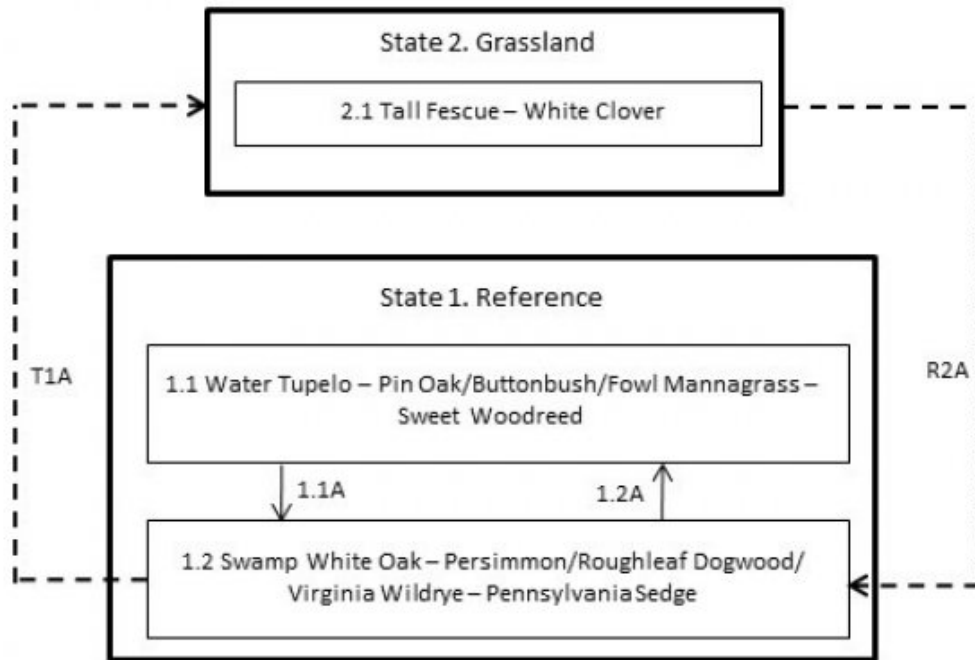 State 2. Grassland
2.1 Tall Fescue – White Clover
State 1. Reference
T1A
R2A
1.1 Water Tupelo – Pin Oak/Buttonbush/Fowl Mannagrass –
Sweet Woodreed
1.1A
1.2A
1.2 Swamp White Oak – Persimmon/Roughleaf Dogwood/
Virginia Wildrye – Pennsylvania Sedge